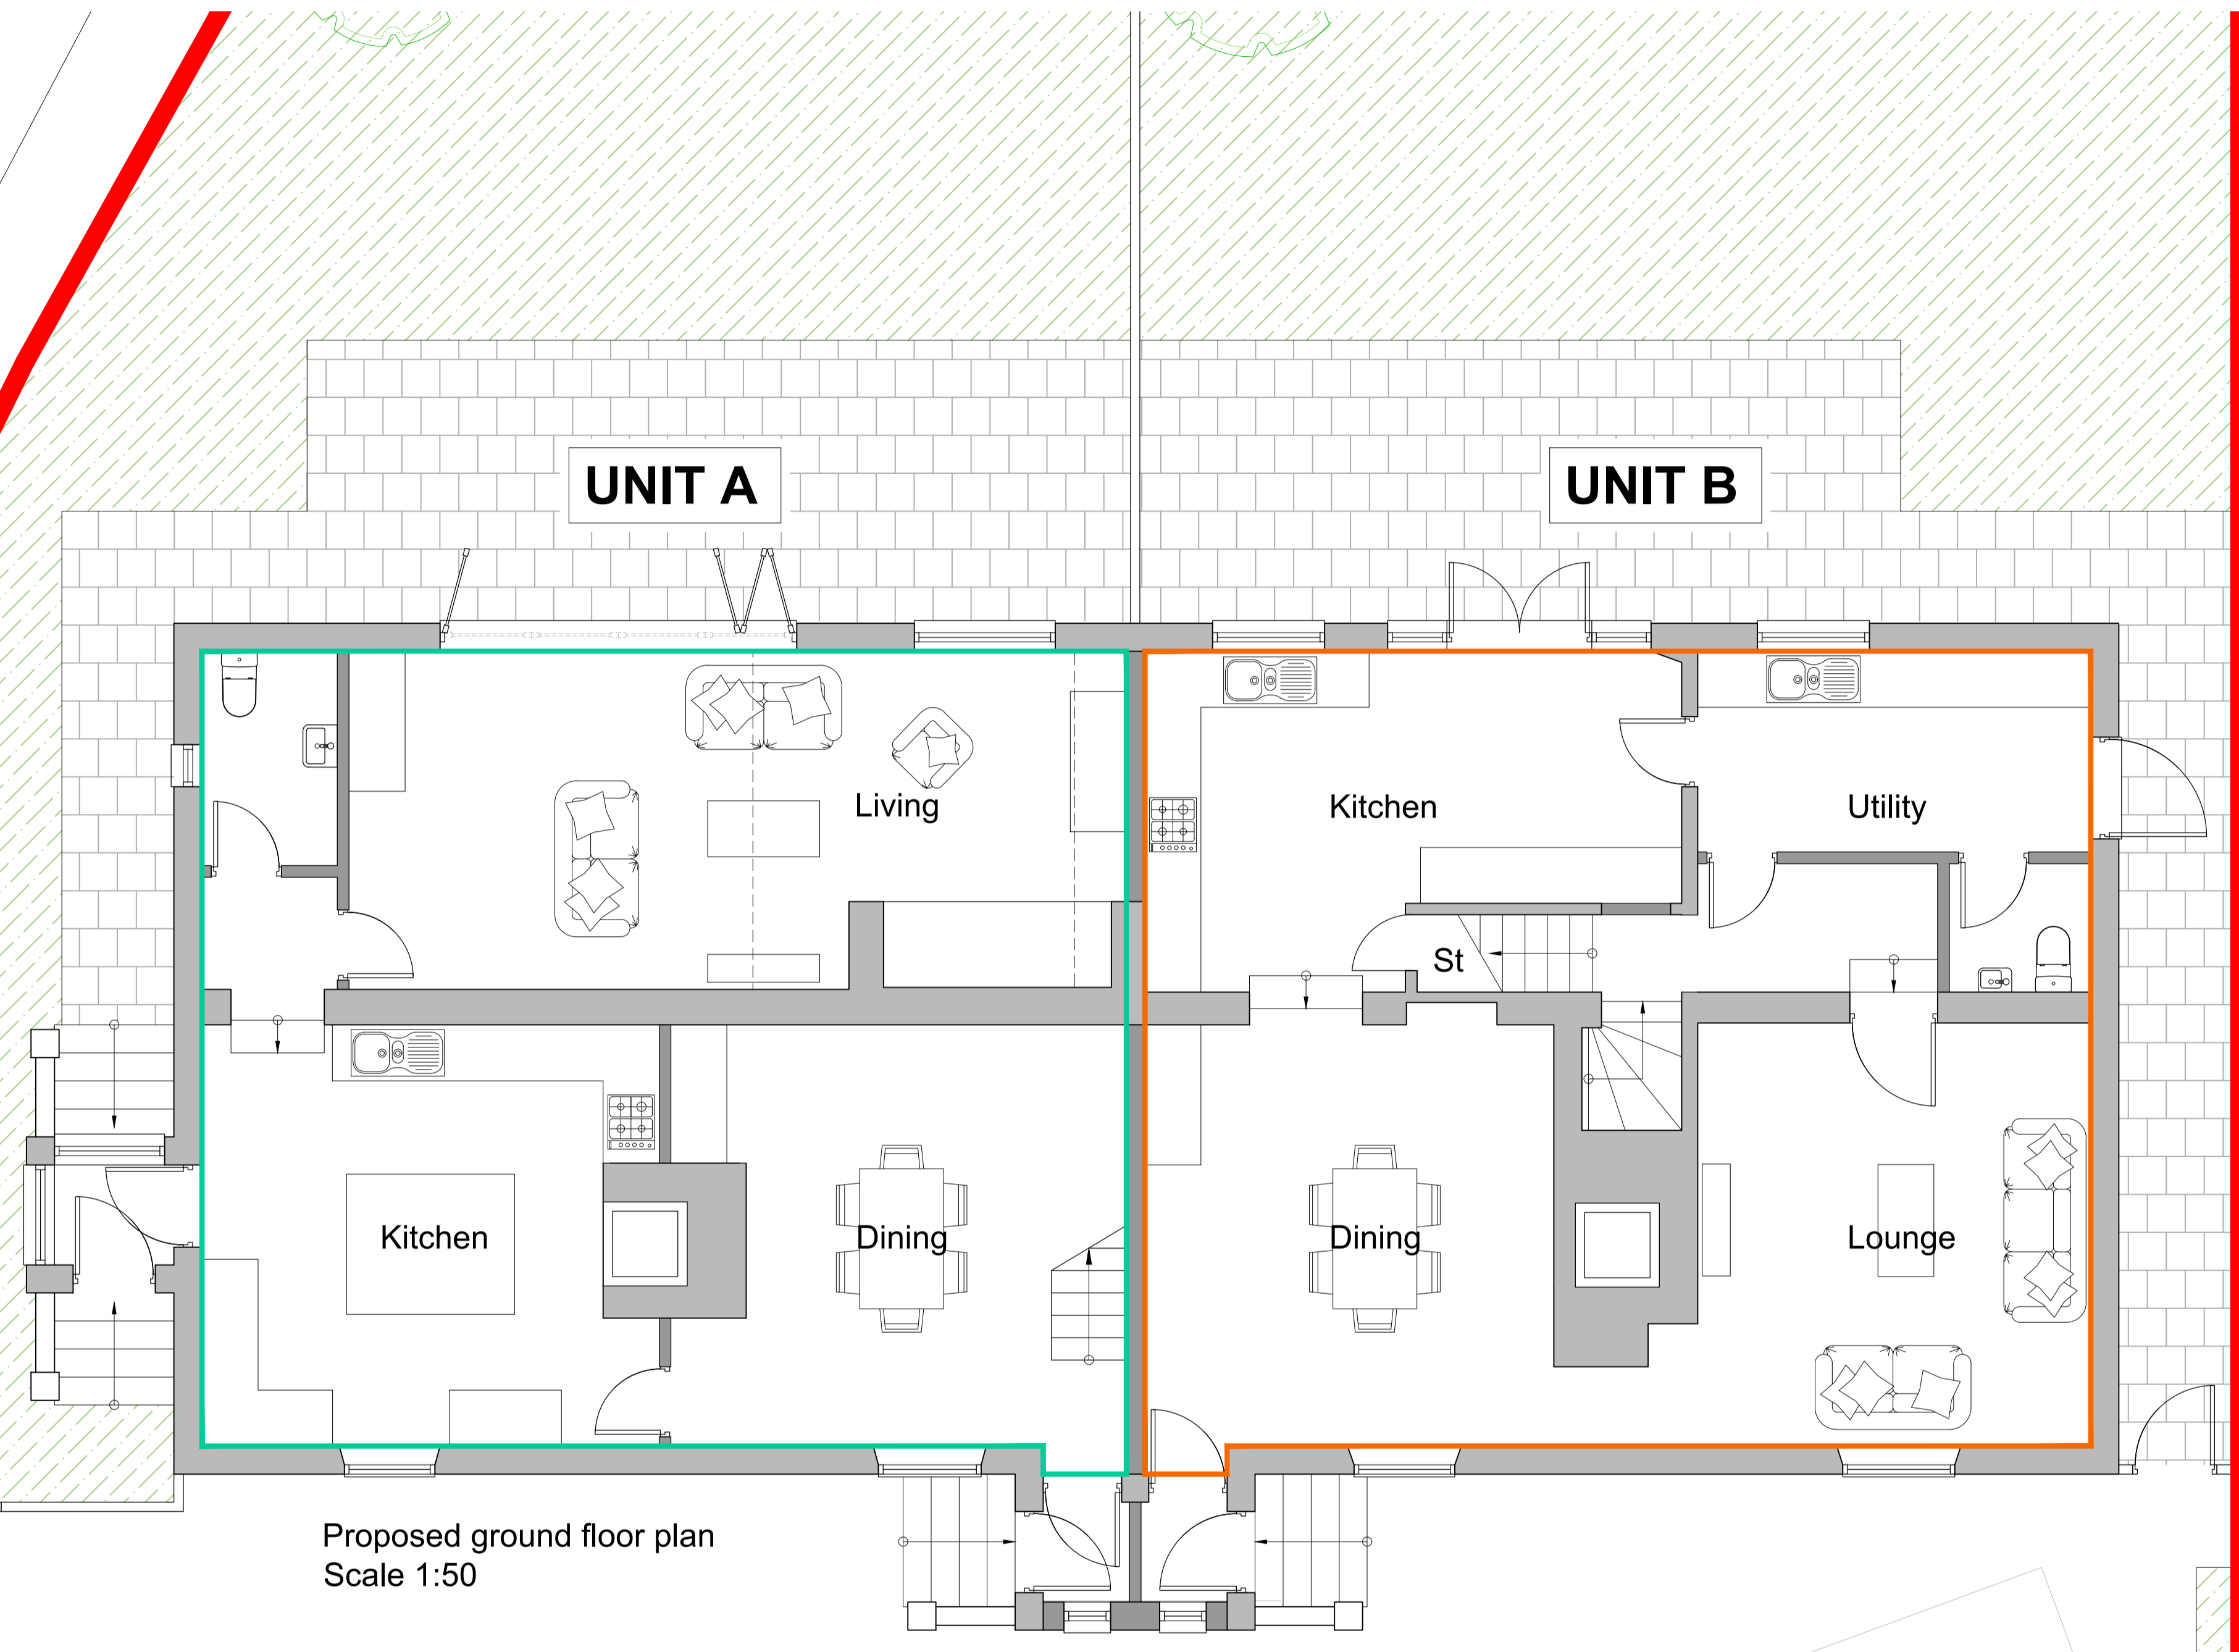 UNIT A
UNIT B
Living
Kitchen
Utility
St
Kitchen
Dining
Dining
Lounge
Proposed ground floor plan
Scale 1:50